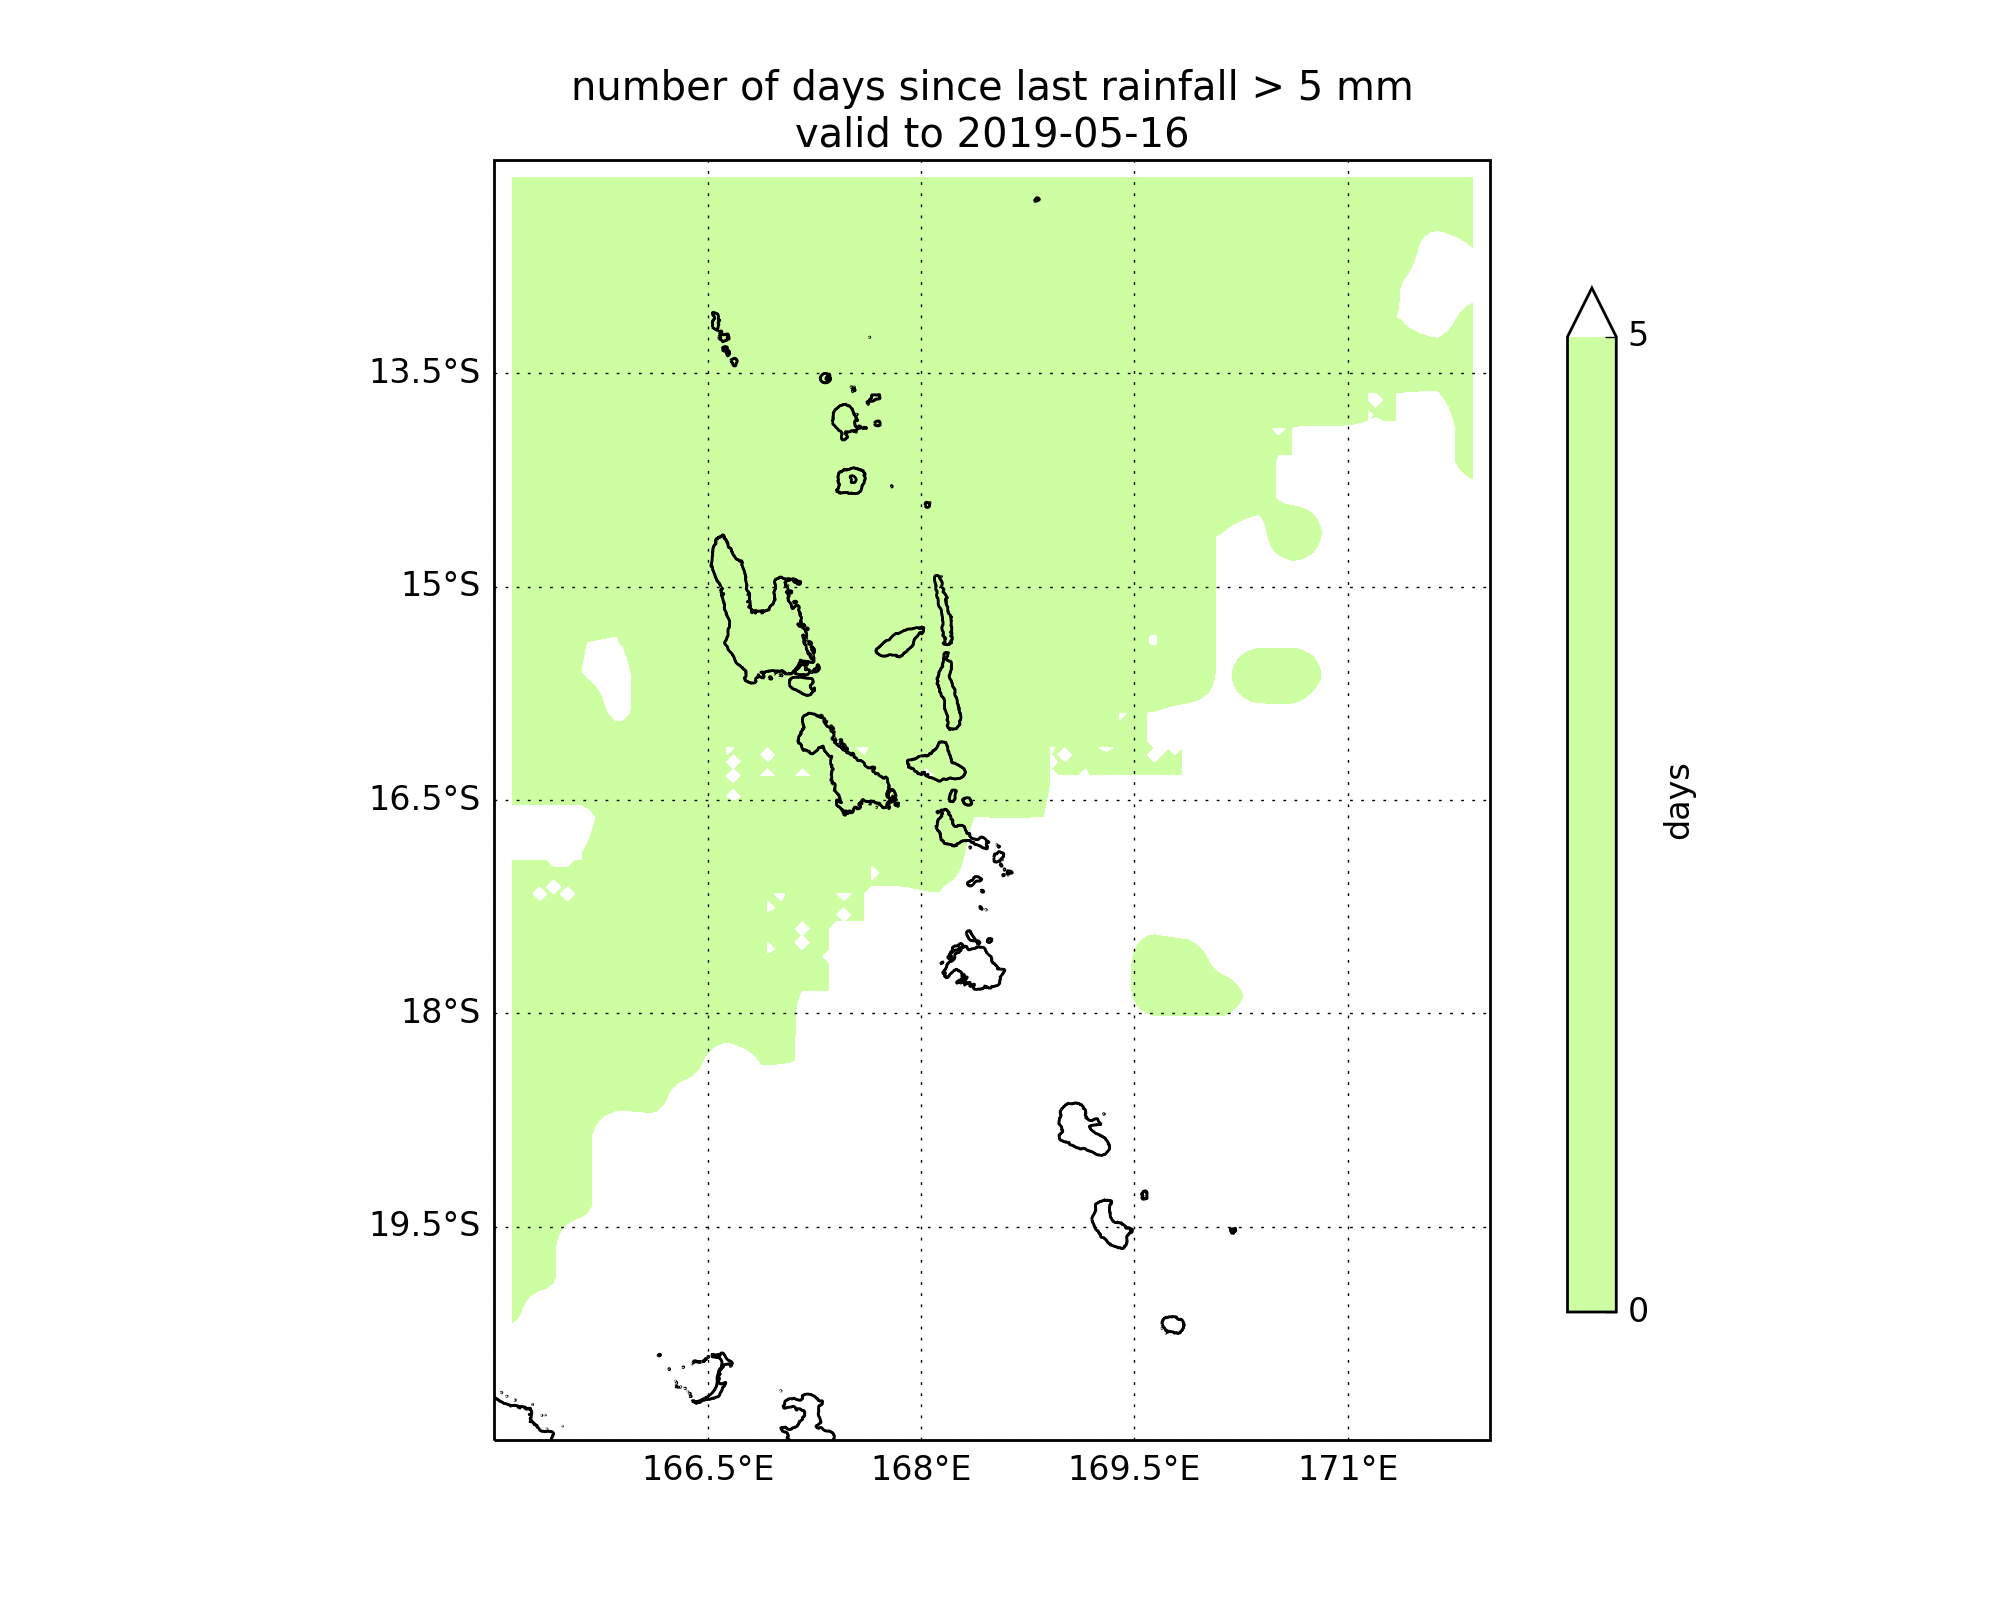 number of days since last rainfall > 5 mm
valid to 2019-05-16
13.5°S
15°S
16.5°S
18°S
19.5°S
166.5°E
168°E
169.5°E
171°E
5
0
days